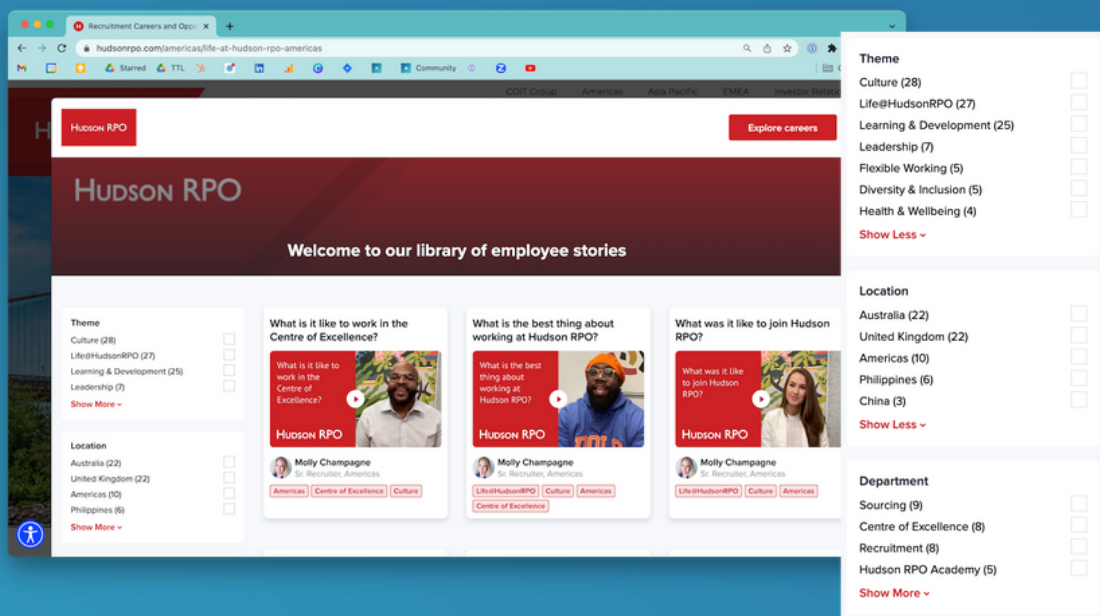 Recruitment Careers and Oppo
hudsonrpo.com/americas/life-at-hudson-rpo-americas
Starred
TTL
Community
COIT Group
Americas
Asia Pacific
EMEA
Investor Relatio
H
HUDSON RPO
Explore careers
HUDSON RPO
Welcome to our library of employee stories
Theme
Culture (28)
Life@HudsonRPO (27)
Learning & Development (25)
Leadership (7)
Show More
Location
Australia (22)
United Kingdom (22)
Americas (10)
Philippines (6)
Show More
What is it like to work in the
Centre of Excellence?
What is it like to
work in the
Centre of
Excellence?
HUDSON RPO
Molly Champagne
Sr. Recruiter, Americas
Americas
Centre of Excellence
Culture
What is the best thing about
working at Hudson RPO?
What is the best
thing about
working at
Hudson RPO?
HUDSON RPO
Molly Champagne
Sr. Recruiter, Americas
Life@HudsonRPO
Culture
Americas
Centre of Excellence
What was it like to join Hudson
RPO?
What was it like
to join Hudson
RPO?
HUDSON RPO
Molly Champagne
Sr. Recruiter, Americas
Life@HudsonRPO
Culture
Americas
Theme
Culture (28)
Life@HudsonRPO (27)
Learning & Development (25)
Leadership (7)
Flexible Working (5)
Diversity & Inclusion (5)
Health & Wellbeing (4)
Show Less
Location
Australia (22)
United Kingdom (22)
Americas (10)
Philippines (6)
China (3)
Show Less
Department
Sourcing (9)
Centre of Excellence (8)
Recruitment (8)
Hudson RPO Academy (5)
Show More